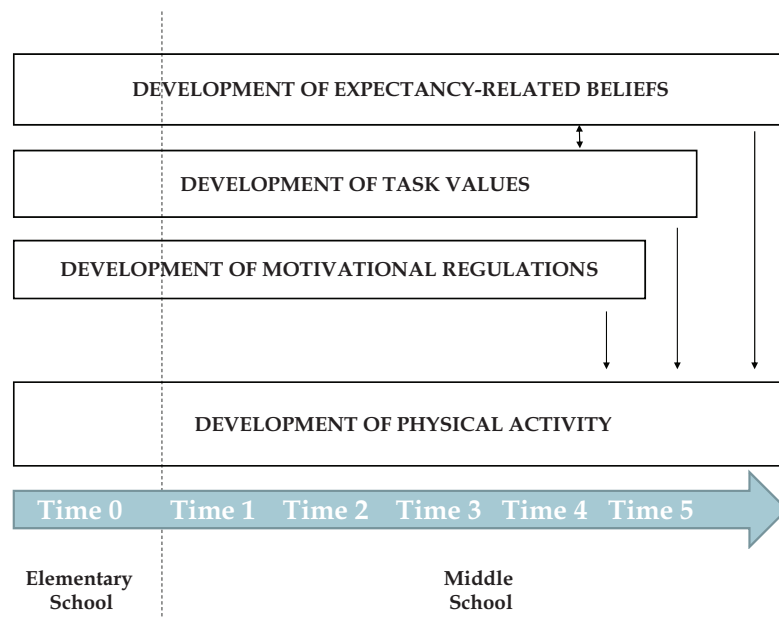 DEVELOPMENT OF EXPECTANCY-RELATED BELIEFS
DEVELOPMENT OF TASK VALUES
DEVELOPMENT OF MOTIVATIONAL REGULATIONS
DEVELOPMENT OF PHYSICAL ACTIVITY
Time 0 Time 1 Time 2 Time 3 Time 4 Time 5
Elementary
School
Middle
School